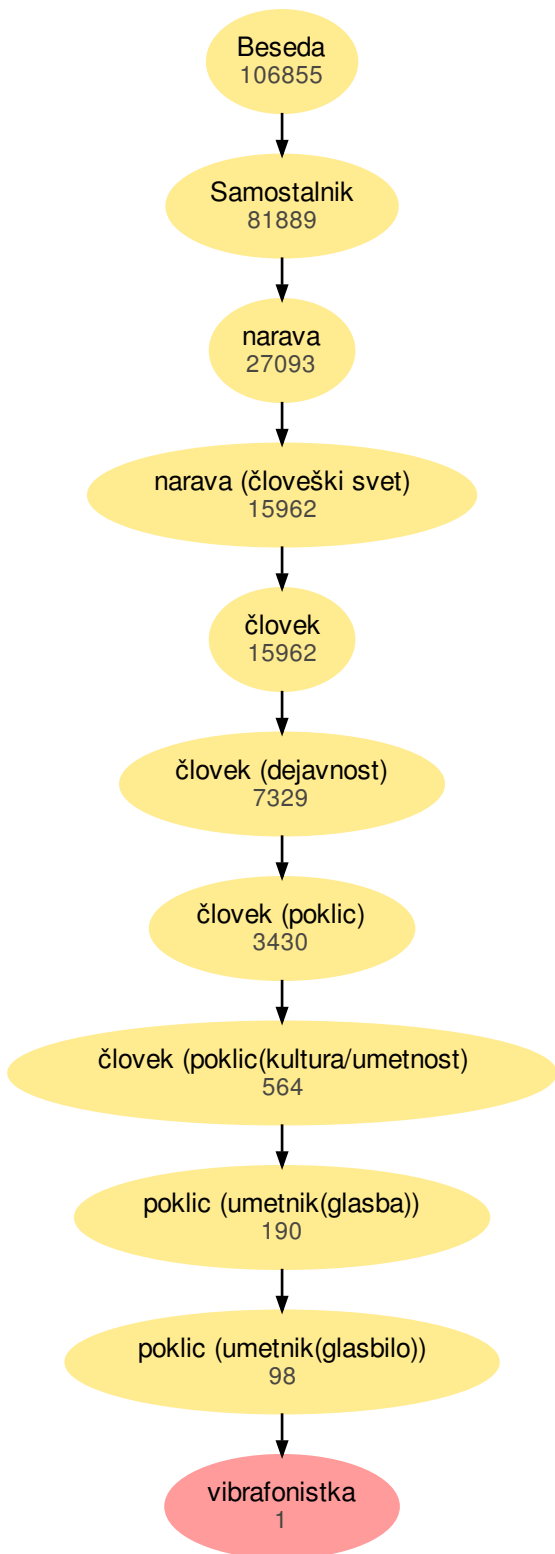 Beseda
106855
Samostalnik
81889
narava
27093
narava (človeški svet)
15962
človek
15962
človek (dejavnost)
7329
človek (poklic)
3430
človek (poklic(kultura/umetnost)
564
poklic (umetnik(glasba))
190
poklic (umetnik(glasbilo))
98
vibrafonistka
1